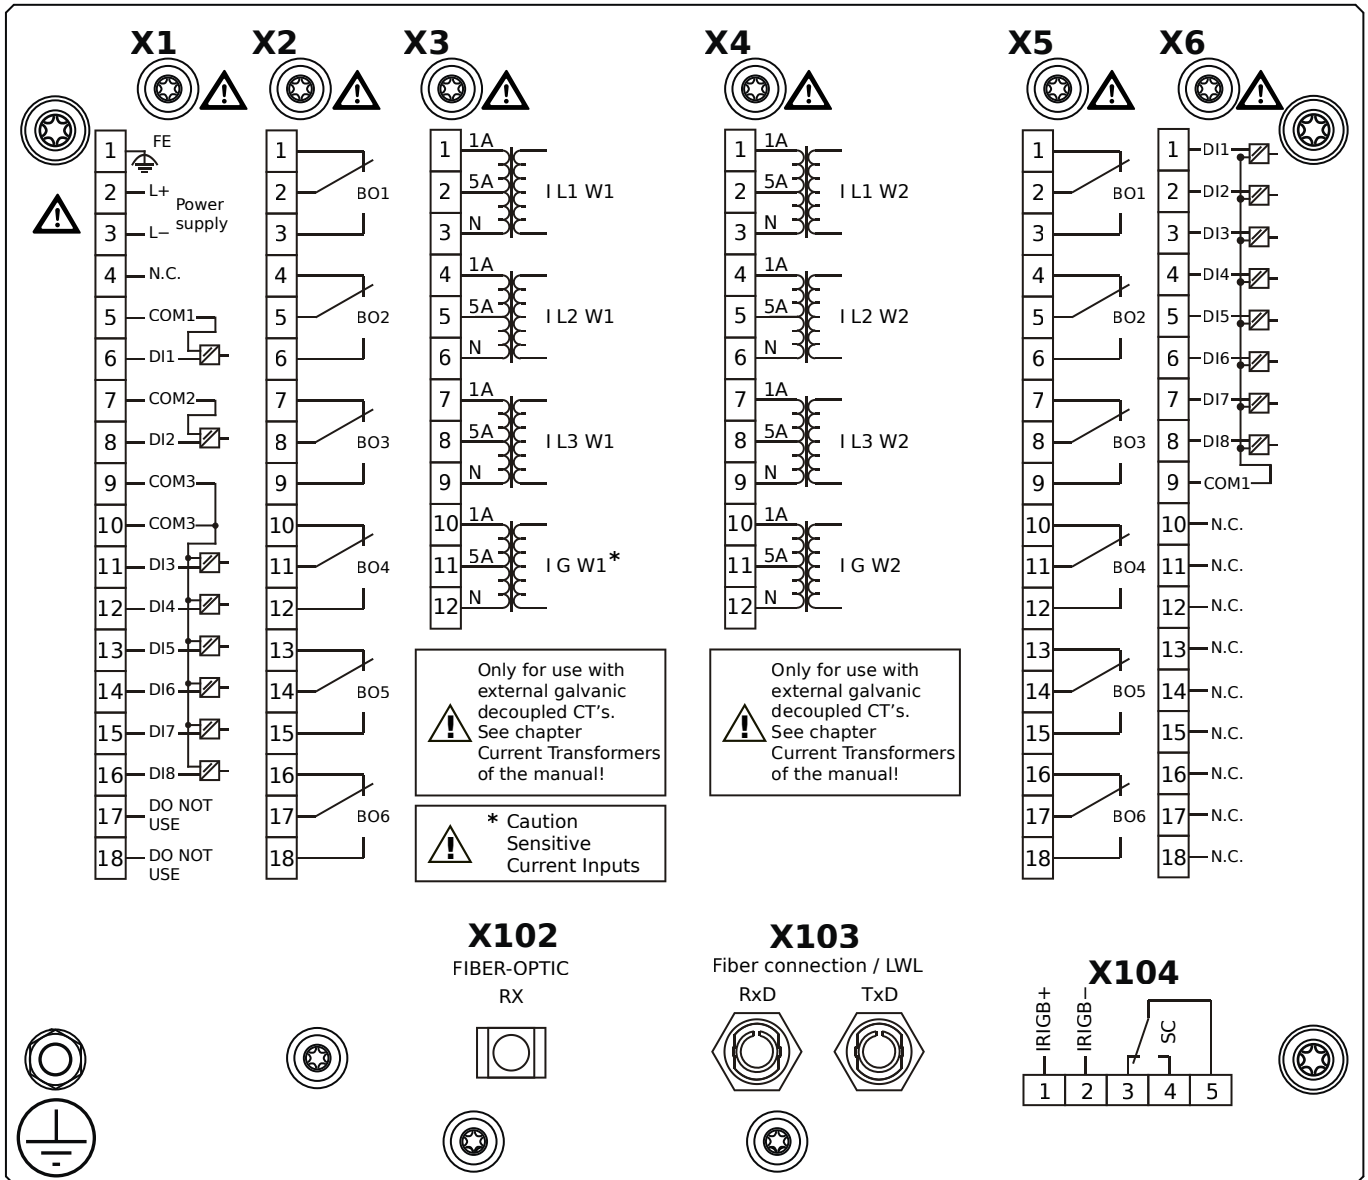 X1 X2 X3 X4 X5 X6
1 FE
2 L+
3 L−
Power
supply
4 N.C.
5 COM1
6 DI1
7 COM2
8 DI2
9 COM3
10 COM3
11 DI3
12 DI4
13 DI5
14 DI6
15 DI7
16 DI8
17 DO NOT
USE
18 DO NOT
USE
1
2 BO1
3
4
5 BO2
6
7
8 BO3
9
10
11 BO4
12
13
14 BO5
15
16
17 BO6
18
1 1A
2 5A I L1 W1
3 N
4 1A
5 5A I L2 W1
6 N
7 1A
8 5A I L3 W1
9 N
10 1A
11 5A I G W1*
12 N
Only for use with
external galvanic
decoupled CT's.
See chapter
Current Transformers
of the manual!
* Caution
Sensitive
Current Inputs
1 1A
2 5A I L1 W2
3 N
4 1A
5 5A I L2 W2
6 N
7 1A
8 5A I L3 W2
9 N
10 1A
11 5A I G W2
12 N
Only for use with
external galvanic
decoupled CT's.
See chapter
Current Transformers
of the manual!
1
2 BO1
3
4
5 BO2
6
7
8 BO3
9
10
11 BO4
12
13
14 BO5
15
16
17 BO6
18
1 DI1
2 DI2
3 DI3
4 DI4
5 DI5
6 DI6
7 DI7
8 DI8
9 COM1
10 N.C.
11 N.C.
12 N.C.
13 N.C.
14 N.C.
15 N.C.
16 N.C.
17 N.C.
18 N.C.
X102
FIBER-OPTIC
RX
X103
Fiber connection / LWL
RxD TxD
X104
IRIGB+
IRIGB−
SC
1 2 3 4 5